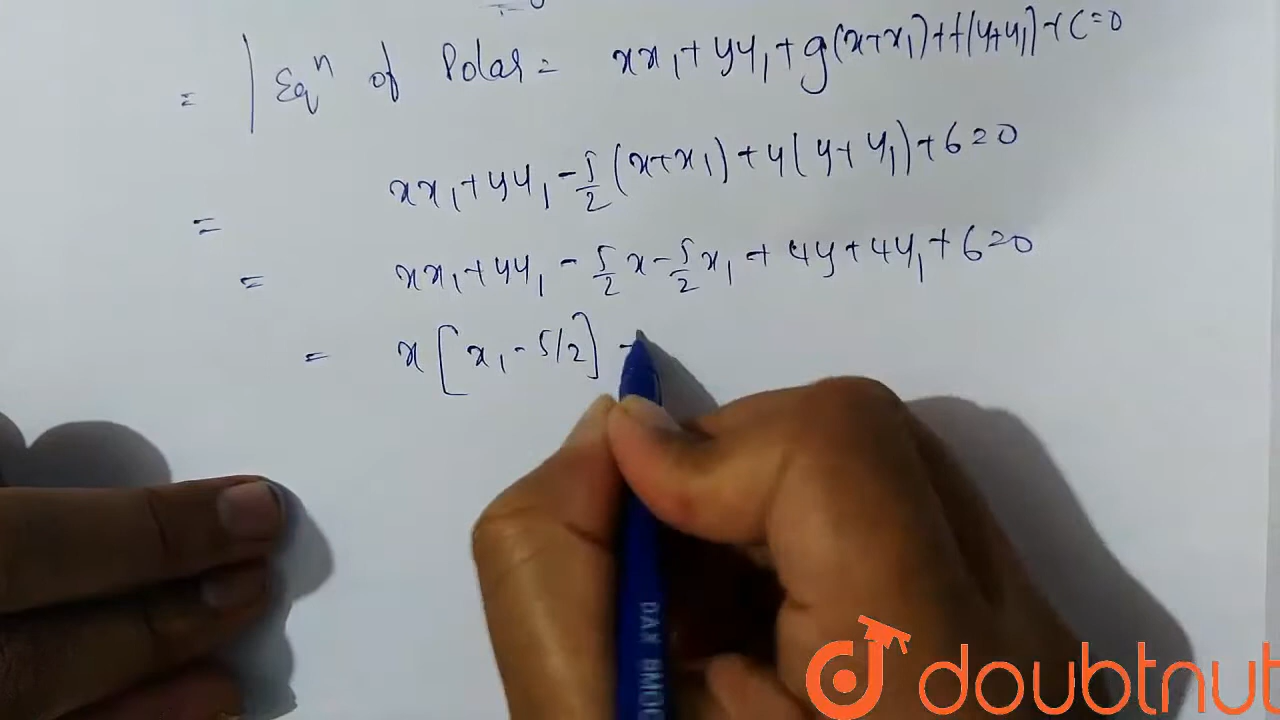 = | Eqn of Polar = xx1 + yy1 + g(x+x1) + f(y+y1) + C = 0
= xx1 + yy1 - 5/2 (x+x1) + 4(y+y1) + 6 = 0
= xx1 + yy1 - 5/2 x - 5/2 x1 + 4y + 4y1 + 6 = 0
= x [ x1 - 5/2 ] +
doubtnut